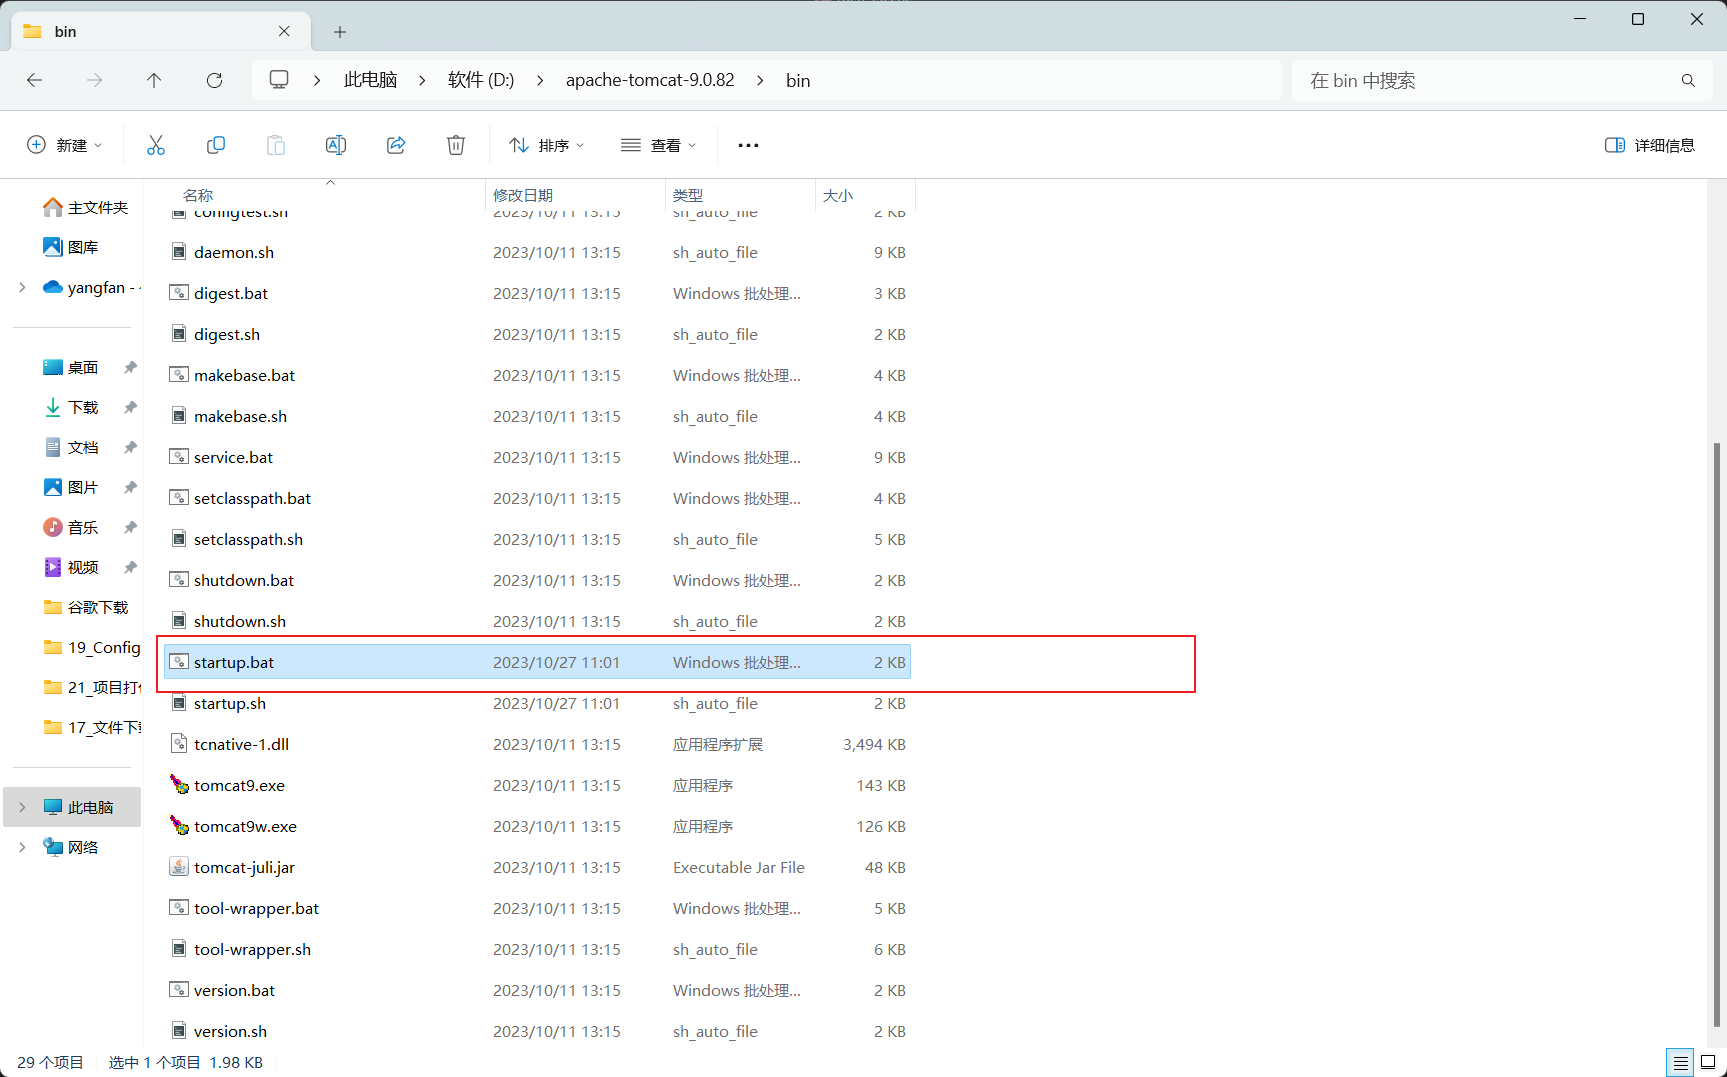 bin
此电脑 软件 (D:) apache-tomcat-9.0.82 bin
在 bin 中搜索
新建 排序 查看 详细信息
名称 修改日期 类型 大小
主文件夹
图库
yangfan -
桌面
下载
文档
图片
音乐
视频
谷歌下载
19_Config
21_项目打
17_文件下
此电脑
网络
configtest.sh 2023/10/11 13:15 sh_auto_file 2 KB
daemon.sh 2023/10/11 13:15 sh_auto_file 9 KB
digest.bat 2023/10/11 13:15 Windows 批处理... 3 KB
digest.sh 2023/10/11 13:15 sh_auto_file 2 KB
makebase.bat 2023/10/11 13:15 Windows 批处理... 4 KB
makebase.sh 2023/10/11 13:15 sh_auto_file 4 KB
service.bat 2023/10/11 13:15 Windows 批处理... 9 KB
setclasspath.bat 2023/10/11 13:15 Windows 批处理... 4 KB
setclasspath.sh 2023/10/11 13:15 sh_auto_file 5 KB
shutdown.bat 2023/10/11 13:15 Windows 批处理... 2 KB
shutdown.sh 2023/10/11 13:15 sh_auto_file 2 KB
startup.bat 2023/10/27 11:01 Windows 批处理... 2 KB
startup.sh 2023/10/27 11:01 sh_auto_file 2 KB
tcnative-1.dll 2023/10/11 13:15 应用程序扩展 3,494 KB
tomcat9.exe 2023/10/11 13:15 应用程序 143 KB
tomcat9w.exe 2023/10/11 13:15 应用程序 126 KB
tomcat-juli.jar 2023/10/11 13:15 Executable Jar File 48 KB
tool-wrapper.bat 2023/10/11 13:15 Windows 批处理... 5 KB
tool-wrapper.sh 2023/10/11 13:15 sh_auto_file 6 KB
version.bat 2023/10/11 13:15 Windows 批处理... 2 KB
version.sh 2023/10/11 13:15 sh_auto_file 2 KB
29 个项目 选中 1 个项目 1.98 KB